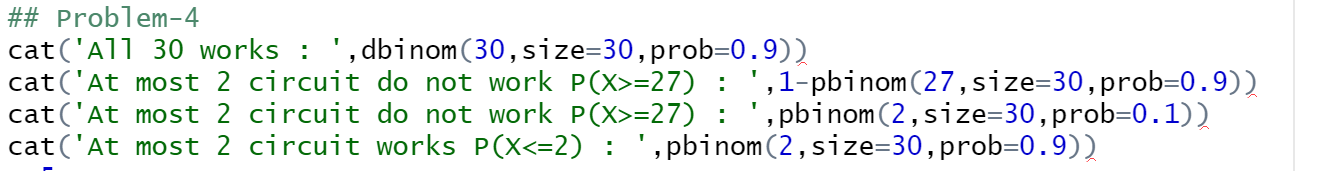 ## Problem-4
cat('All 30 works : ',dbinom(30,size=30,prob=0.9))
cat('At most 2 circuit do not work P(X>=27) : ',1-pbinom(27,size=30,prob=0.9))
cat('At most 2 circuit do not work P(X>=27) : ',pbinom(2,size=30,prob=0.1))
cat('At most 2 circuit works P(X<=2) : ',pbinom(2,size=30,prob=0.9))